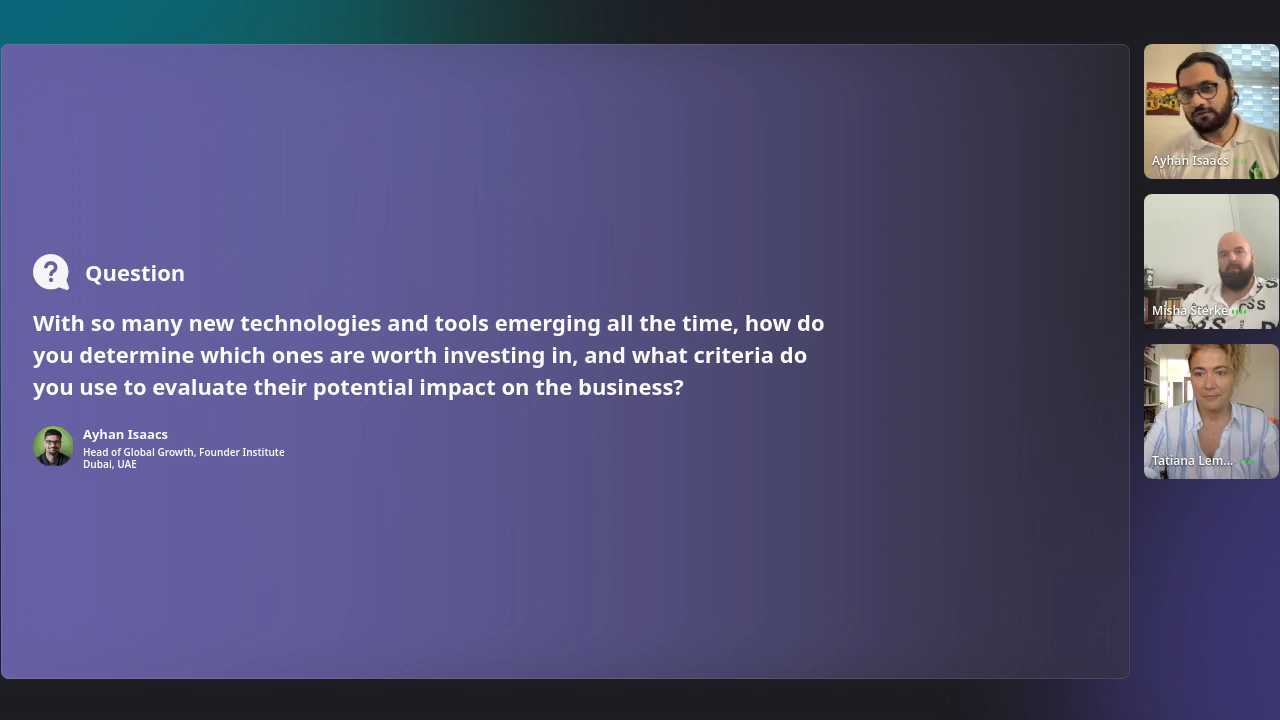 Question
With so many new technologies and tools emerging all the time, how do
you determine which ones are worth investing in, and what criteria do
you use to evaluate their potential impact on the business?
Ayhan Isaacs
Head of Global Growth, Founder Institute
Dubai, UAE
Ayhan Isaacs
Misha Sterke
Tatiana Lem...